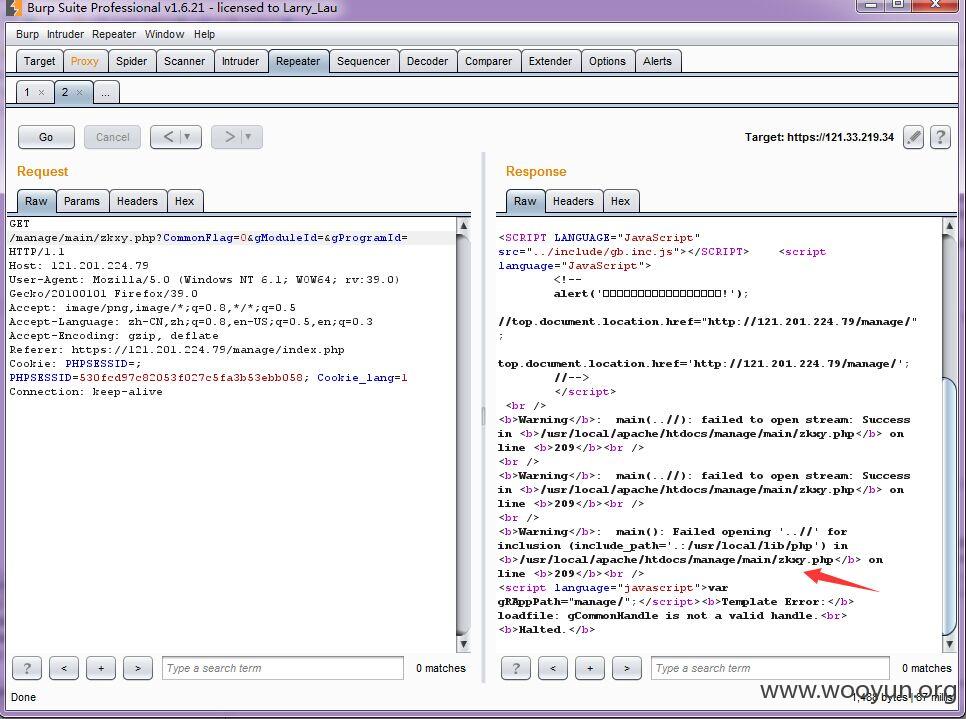 Burp Suite Professional v1.6.21 - licensed to Larry_Lau
Burp Intruder Repeater Window Help
Target Proxy Spider Scanner Intruder Repeater Sequencer Decoder Comparer Extender Options Alerts
1 × 2 × ...
Go Cancel < > Target: https://121.33.219.34 ?
Request
Raw Params Headers Hex
GET
/manage/main/zkxy.php?CommonFlag=0&gModuleId=&gProgramId=
HTTP/1.1
Host: 121.201.224.79
User-Agent: Mozilla/5.0 (Windows NT 6.1; WOW64; rv:39.0)
Gecko/20100101 Firefox/39.0
Accept: image/png,image/*;q=0.8,*/*;q=0.5
Accept-Language: zh-CN,zh;q=0.8,en-US;q=0.5,en;q=0.3
Accept-Encoding: gzip, deflate
Referer: https://121.201.224.79/manage/index.php
Cookie: PHPSESSID=;
PHPSESSID=530fcd97c82053f027c5fa3b53ebb058; Cookie_lang=1
Connection: keep-alive
? < + > Type a search term 0 matches
Response
Raw Headers Hex
<SCRIPT LANGUAGE="JavaScript"
src="../include/gb.inc.js"></SCRIPT> <script
language="JavaScript">
<!--
alert('□□□□□□□□□□□□□□□□□!');
//top.document.location.href="http://121.201.224.79/manage/"
;
top.document.location.href='http://121.201.224.79/manage/';
//-->
</script>
<br />
<b>Warning</b>: main(..//): failed to open stream: Success
in <b>/usr/local/apache/htdocs/manage/main/zkxy.php</b> on
line <b>209</b><br />
<br />
<b>Warning</b>: main(..//): failed to open stream: Success
in <b>/usr/local/apache/htdocs/manage/main/zkxy.php</b> on
line <b>209</b><br />
<br />
<b>Warning</b>: main(): Failed opening '..//' for
inclusion (include_path='.:/usr/local/lib/php') in
<b>/usr/local/apache/htdocs/manage/main/zkxy.php</b> on
line <b>209</b><br />
<script language="javascript">var
gRAppPath="manage/";</script><b>Template Error:</b>
loadfile: gCommonHandle is not a valid handle.<br>
<b>Halted.</b>
? < + > Type a search term 0 matches
Done
www.wooyun.org